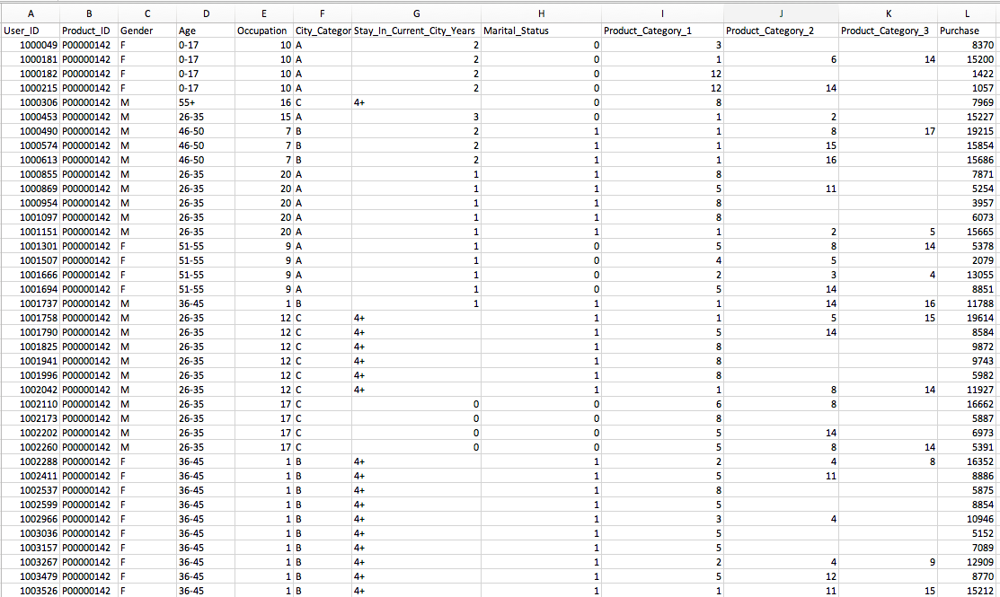 A B C D E F G H I J K L
User_ID Product_ID Gender Age Occupation City_Categor Stay_In_Current_City_Years Marital_Status Product_Category_1 Product_Category_2 Product_Category_3 Purchase
1000049 P00000142 F 0-17 10 A 2 0 3 8370
1000181 P00000142 F 0-17 10 A 2 0 1 6 14 15200
1000182 P00000142 F 0-17 10 A 2 0 12 1422
1000215 P00000142 F 0-17 10 A 2 0 12 14 1057
1000306 P00000142 M 55+ 16 C 4+ 0 8 7969
1000453 P00000142 M 26-35 15 A 3 0 1 2 15227
1000490 P00000142 M 46-50 7 B 2 1 1 8 17 19215
1000574 P00000142 M 46-50 7 B 2 1 1 15 15854
1000613 P00000142 M 46-50 7 B 2 1 1 16 15686
1000855 P00000142 M 26-35 20 A 1 1 8 7871
1000869 P00000142 M 26-35 20 A 1 1 5 11 5254
1000954 P00000142 M 26-35 20 A 1 1 8 3957
1001097 P00000142 M 26-35 20 A 1 1 8 6073
1001151 P00000142 M 26-35 20 A 1 1 1 2 5 15665
1001301 P00000142 F 51-55 9 A 1 0 5 8 14 5378
1001507 P00000142 F 51-55 9 A 1 0 4 5 2079
1001666 P00000142 F 51-55 9 A 1 0 2 3 4 13055
1001694 P00000142 F 51-55 9 A 1 0 5 14 8851
1001737 P00000142 M 36-45 1 B 1 1 1 14 16 11788
1001758 P00000142 M 26-35 12 C 4+ 1 1 5 15 19614
1001790 P00000142 M 26-35 12 C 4+ 1 5 14 8584
1001825 P00000142 M 26-35 12 C 4+ 1 8 9872
1001941 P00000142 M 26-35 12 C 4+ 1 8 9743
1001996 P00000142 M 26-35 12 C 4+ 1 8 5982
1002042 P00000142 M 26-35 12 C 4+ 1 1 8 14 11927
1002110 P00000142 M 26-35 17 C 0 0 6 8 16662
1002173 P00000142 M 26-35 17 C 0 0 8 5887
1002202 P00000142 M 26-35 17 C 0 0 5 14 6973
1002260 P00000142 M 26-35 17 C 0 0 5 8 14 5391
1002288 P00000142 F 36-45 1 B 4+ 1 2 4 8 16352
1002411 P00000142 F 36-45 1 B 4+ 1 5 11 8886
1002537 P00000142 F 36-45 1 B 4+ 1 8 5875
1002599 P00000142 F 36-45 1 B 4+ 1 5 8854
1002966 P00000142 F 36-45 1 B 4+ 1 3 4 10946
1003036 P00000142 F 36-45 1 B 4+ 1 5 5152
1003157 P00000142 F 36-45 1 B 4+ 1 5 7089
1003267 P00000142 F 36-45 1 B 4+ 1 2 4 9 12909
1003479 P00000142 F 36-45 1 B 4+ 1 5 12 8770
1003526 P00000142 F 36-45 1 B 4+ 1 1 11 15 15212